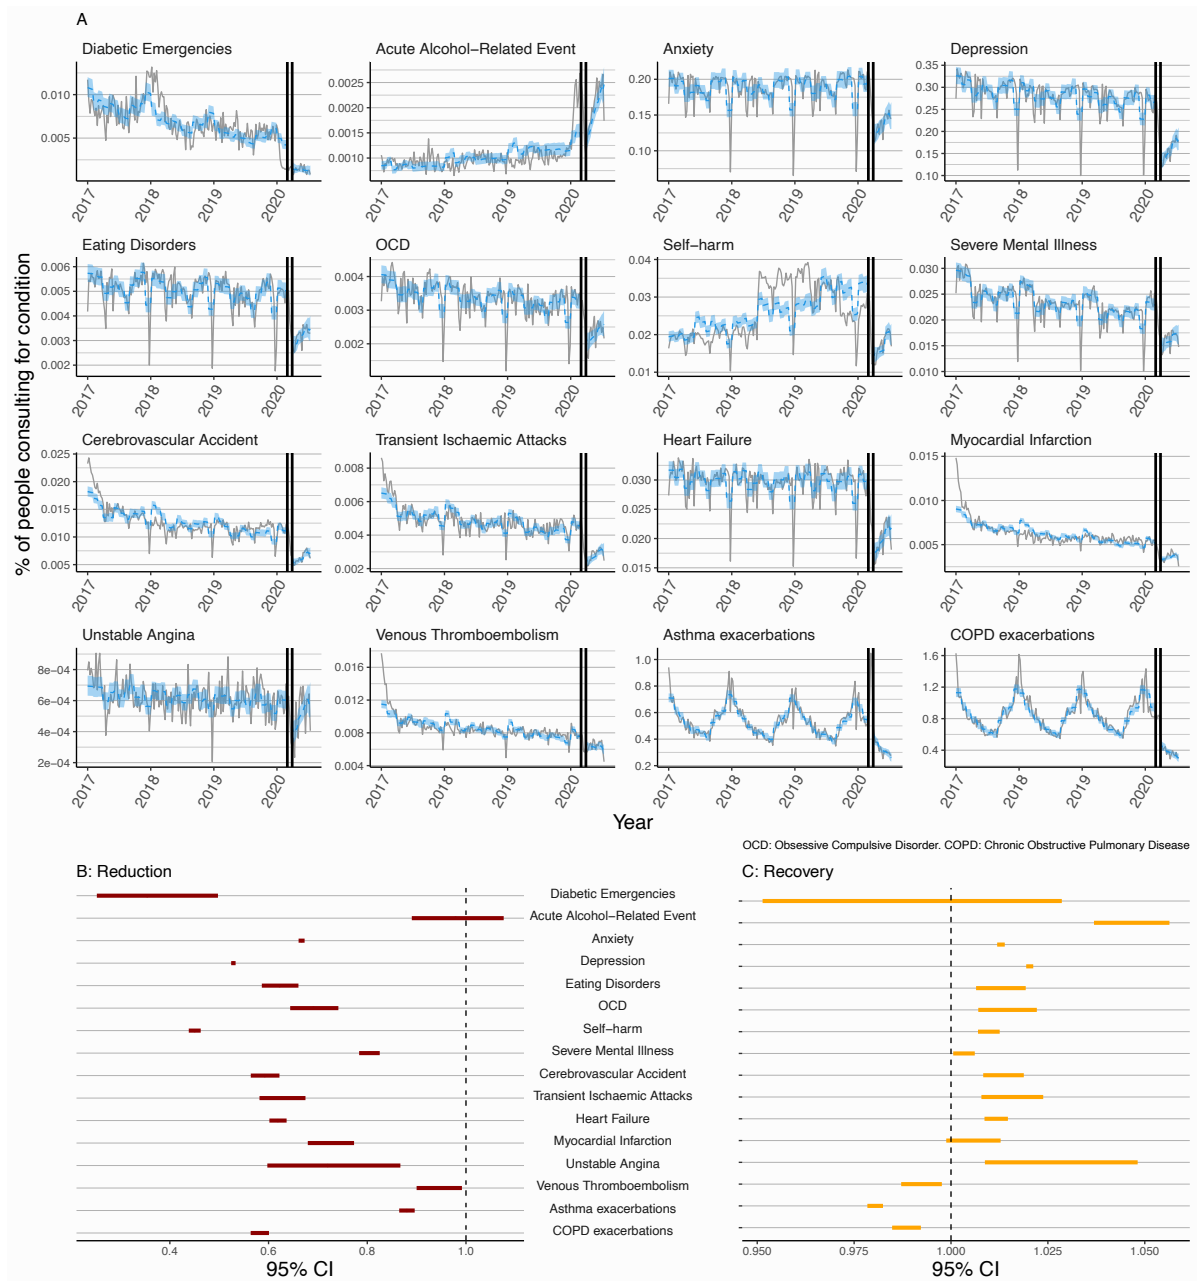 A
Diabetic Emergencies
Acute Alcohol−Related Event
Anxiety
Depression
0.010
0.005
0.0025
0.0020
0.0015
0.0010
0.20
0.15
0.10
0.35
0.30
0.25
0.20
0.15
0.10
2017 2018 2019 2020
2017 2018 2019 2020
2017 2018 2019 2020
2017 2018 2019 2020
Eating Disorders
OCD
Self−harm
Severe Mental Illness
0.006
0.005
0.004
0.003
0.002
0.004
0.002
0.04
0.03
0.02
0.01
0.030
0.025
0.020
0.015
0.010
2017 2018 2019 2020
2017 2018 2019 2020
2017 2018 2019 2020
2017 2018 2019 2020
% of people consulting for condition
Cerebrovascular Accident
Transient Ischaemic Attacks
Heart Failure
Myocardial Infarction
0.025
0.020
0.015
0.010
0.005
0.008
0.006
0.004
0.002
0.030
0.025
0.020
0.015
0.015
0.010
0.005
2017 2018 2019 2020
2017 2018 2019 2020
2017 2018 2019 2020
2017 2018 2019 2020
Unstable Angina
Venous Thromboembolism
Asthma exacerbations
COPD exacerbations
8e−04
6e−04
4e−04
2e−04
0.016
0.012
0.008
0.004
1.0
0.8
0.6
0.4
0.2
1.6
1.2
0.8
0.4
2017 2018 2019 2020
2017 2018 2019 2020
2017 2018 2019 2020
2017 2018 2019 2020
Year
OCD: Obsessive Compulsive Disorder. COPD: Chronic Obstructive Pulmonary Disease
B: Reduction
C: Recovery
Diabetic Emergencies
Acute Alcohol−Related Event
Anxiety
Depression
Eating Disorders
OCD
Self−harm
Severe Mental Illness
Cerebrovascular Accident
Transient Ischaemic Attacks
Heart Failure
Myocardial Infarction
Unstable Angina
Venous Thromboembolism
Asthma exacerbations
COPD exacerbations
0.4 0.6 0.8 1.0
0.950 0.975 1.000 1.025 1.050
95% CI
95% CI